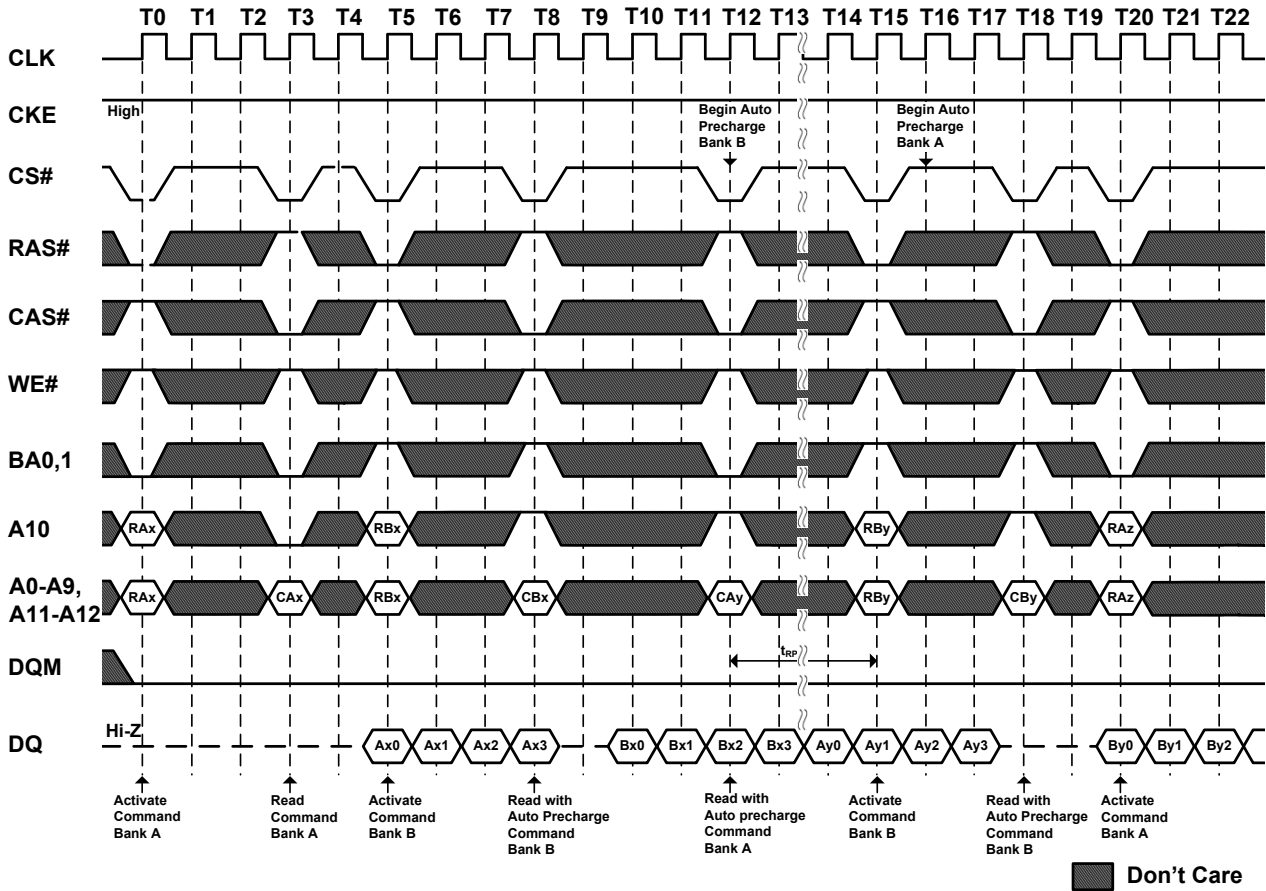 T0 T1 T2 T3 T4 T5 T6 T7 T8 T9 T10 T11 T12 T13 T14 T15 T16 T17 T18 T19 T20 T21 T22
CLK
CKE
High
Begin Auto
Precharge
Bank B
Begin Auto
Precharge
Bank A
CS#
RAS#
CAS#
WE#
BA0,1
A10
RAx RBx RBy RAz
A0-A9,
A11-A12
RAx CAx RBx CBx CAy RBy CBy RAz
DQM
tRP
DQ
Hi-Z
Ax0 Ax1 Ax2 Ax3 Bx0 Bx1 Bx2 Bx3 Ay0 Ay1 Ay2 Ay3 By0 By1 By2
Activate
Command
Bank A
Read
Command
Bank A
Activate
Command
Bank B
Read with
Auto Precharge
Command
Bank B
Read with
Auto precharge
Command
Bank A
Activate
Command
Bank B
Read with
Auto Precharge
Command
Bank B
Activate
Command
Bank A
Don't Care